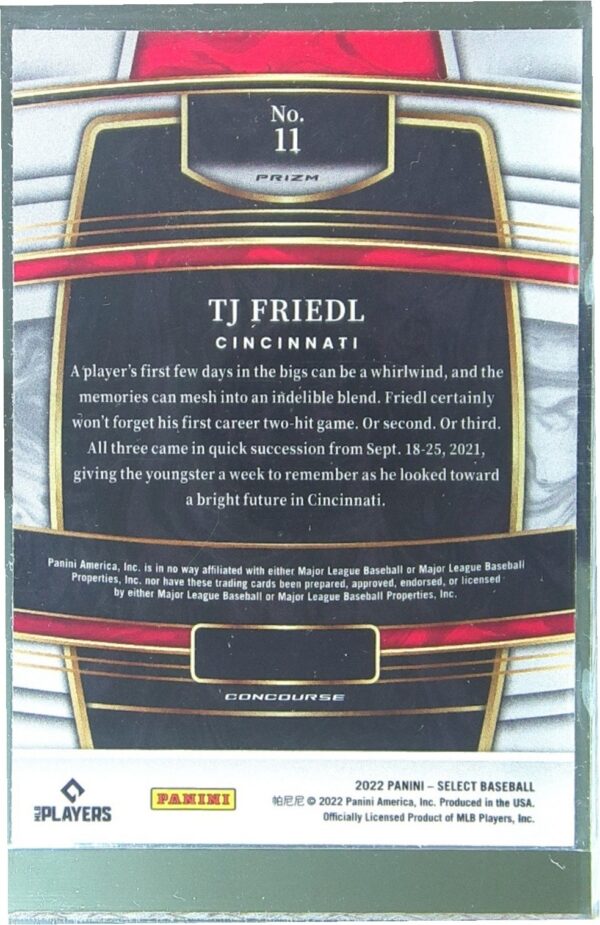 No.
11
PRIZM
TJ FRIEDL
CINCINNATI
A player's first few days in the bigs can be a whirlwind, and the
memories can mesh into an indelible blend. Friedl certainly
won't forget his first career two-hit game. Or second. Or third.
All three came in quick succession from Sept. 18-25, 2021,
giving the youngster a week to remember as he looked toward
a bright future in Cincinnati.
Panini America, Inc. is in no way affiliated with either Major League Baseball or Major League Baseball
Properties, Inc. nor have these trading cards been prepared, approved, endorsed, or licensed
by either Major League Baseball or Major League Baseball Properties, Inc.
CONCOURSE
MLB PLAYERS
PANINI
2022 PANINI – SELECT BASEBALL
帕尼尼 © 2022 Panini America, Inc. Produced in the USA.
Officially Licensed Product of MLB Players, Inc.